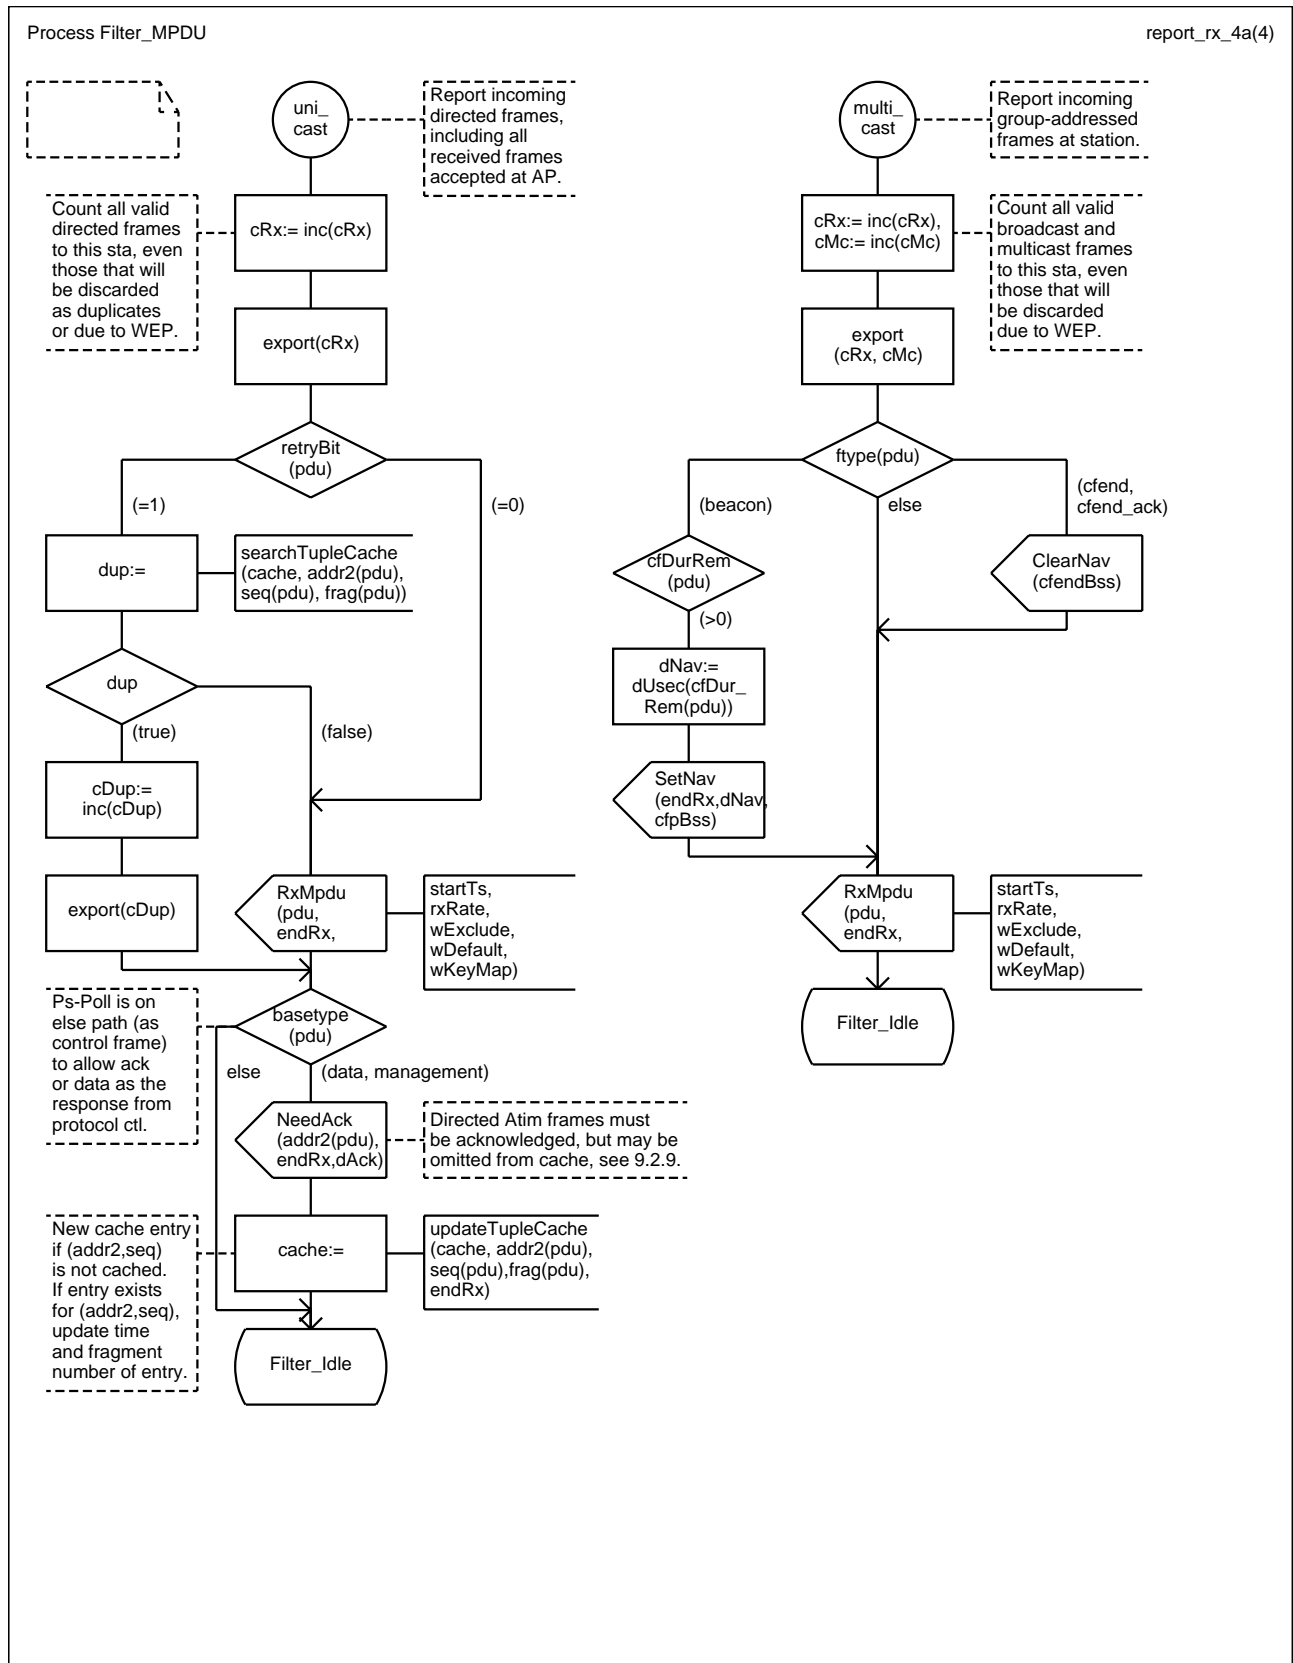 Process Filter_MPDU
report_rx_4a(4)
uni_
cast
Report incoming
directed frames,
including all
received frames
accepted at AP.
multi_
cast
Report incoming
group-addressed
frames at station.
Count all valid
directed frames
to this sta, even
those that will
be discarded
as duplicates
or due to WEP.
cRx:= inc(cRx)
cRx:= inc(cRx),
cMc:= inc(cMc)
Count all valid
broadcast and
multicast frames
to this sta, even
those that will
be discarded
due to WEP.
export(cRx)
export
(cRx, cMc)
retryBit
(pdu)
ftype(pdu)
(=1)
(=0)
(beacon)
else
(cfend,
cfend_ack)
dup:=
searchTupleCache
(cache, addr2(pdu),
seq(pdu), frag(pdu))
cfDurRem
(pdu)
ClearNav
(cfendBss)
(>0)
dup
dNav:=
dUsec(cfDur_
Rem(pdu))
(true)
(false)
cDup:=
inc(cDup)
SetNav
(endRx,dNav,
cfpBss)
export(cDup)
RxMpdu
(pdu,
endRx,
startTs,
rxRate,
wExclude,
wDefault,
wKeyMap)
RxMpdu
(pdu,
endRx,
startTs,
rxRate,
wExclude,
wDefault,
wKeyMap)
Ps-Poll is on
else path (as
control frame)
to allow ack
or data as the
response from
protocol ctl.
basetype
(pdu)
Filter_Idle
else
(data, management)
NeedAck
(addr2(pdu),
endRx,dAck)
Directed Atim frames must
be acknowledged, but may be
omitted from cache, see 9.2.9.
New cache entry
if (addr2,seq)
is not cached.
If entry exists
for (addr2,seq),
update time
and fragment
number of entry.
cache:=
updateTupleCache
(cache, addr2(pdu),
seq(pdu),frag(pdu),
endRx)
Filter_Idle